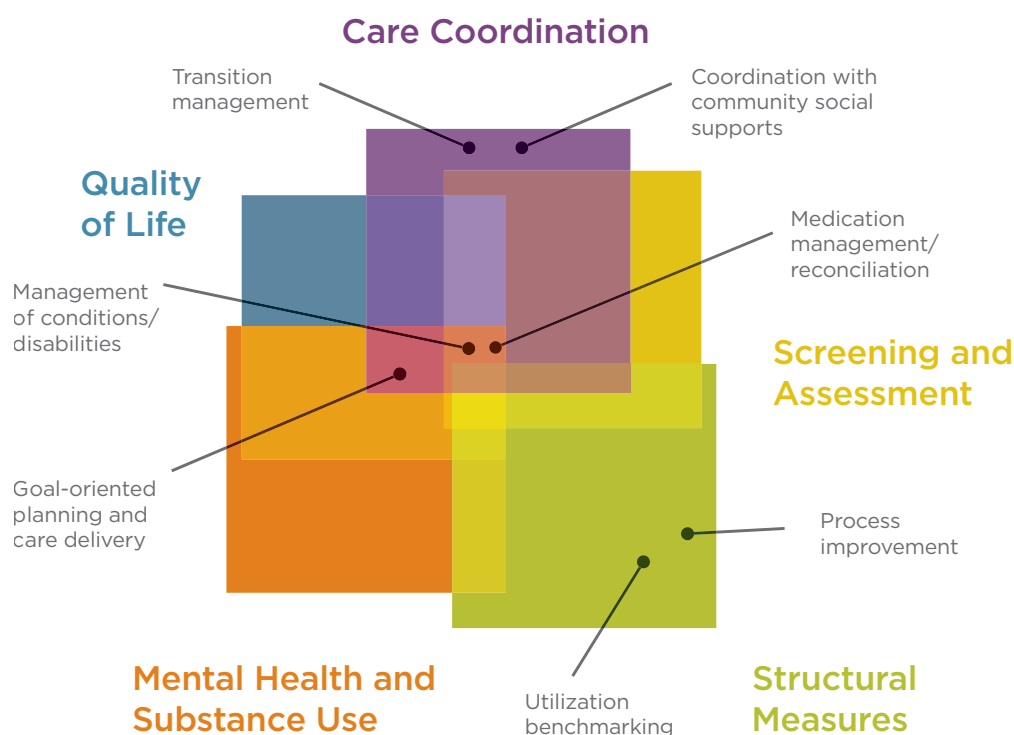 Care Coordination
Transition
management
Coordination with
community social
supports
Quality
of Life
Medication
management/
reconciliation
Management
of conditions/
disabilities
Screening and
Assessment
Goal-oriented
planning and
care delivery
Process
improvement
Mental Health and
Substance Use
Utilization
benchmarking
Structural
Measures